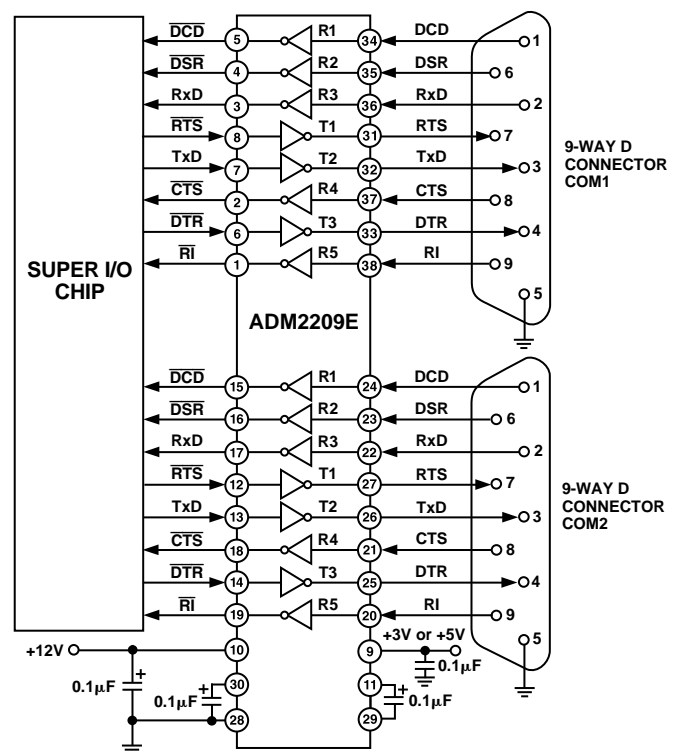 DCD 5 R1 34 DCD 1
DSR 4 R2 35 DSR 6
RxD 3 R3 36 RxD 2
RTS 8 T1 31 RTS 7
TxD 7 T2 32 TxD 3
CTS 2 R4 37 CTS 8
DTR 6 T3 33 DTR 4
RI 1 R5 38 RI 9
5
9-WAY D
CONNECTOR
COM1
SUPER I/O
CHIP
ADM2209E
DCD 15 R1 24 DCD 1
DSR 16 R2 23 DSR 6
RxD 17 R3 22 RxD 2
RTS 12 T1 27 RTS 7
TxD 13 T2 26 TxD 3
CTS 18 R4 21 CTS 8
DTR 14 T3 25 DTR 4
RI 19 R5 20 RI 9
5
9-WAY D
CONNECTOR
COM2
+12V 10 9 +3V or +5V
0.1µF
+
30 11
0.1µF
+
0.1µF
+
0.1µF
28 29